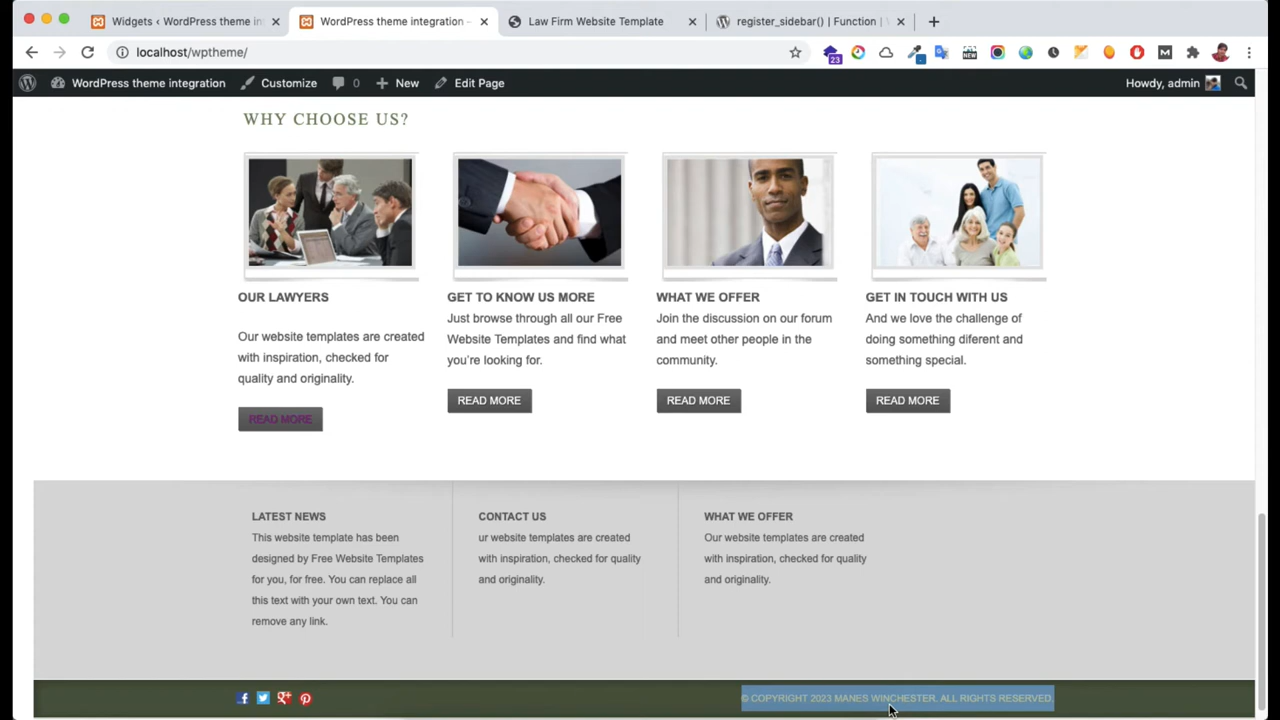 Widgets ‹ WordPress theme in
WordPress theme integration –
Law Firm Website Template
register_sidebar() | Function |
localhost/wptheme/
23
NEW
M
WordPress theme integration
Customize
0
New
Edit Page
Howdy, admin
WHY CHOOSE US?
OUR LAWYERS
Our website templates are created
with inspiration, checked for
quality and originality.
READ MORE
GET TO KNOW US MORE
Just browse through all our Free
Website Templates and find what
you're looking for.
READ MORE
WHAT WE OFFER
Join the discussion on our forum
and meet other people in the
community.
READ MORE
GET IN TOUCH WITH US
And we love the challenge of
doing something diferent and
something special.
READ MORE
LATEST NEWS
This website template has been
designed by Free Website Templates
for you, for free. You can replace all
this text with your own text. You can
remove any link.
CONTACT US
ur website templates are created
with inspiration, checked for quality
and originality.
WHAT WE OFFER
Our website templates are created
with inspiration, checked for quality
and originality.
© COPYRIGHT 2023 MANES WINCHESTER. ALL RIGHTS RESERVED.